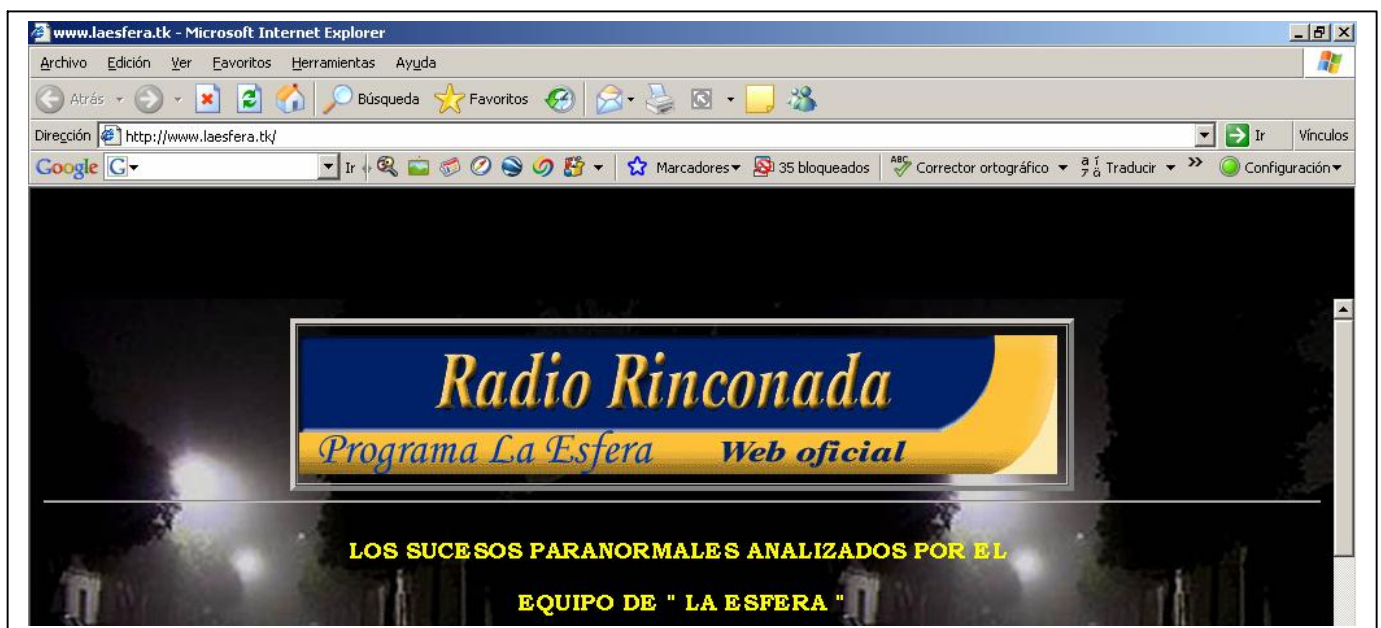 www.laesfera.tk - Microsoft Internet Explorer
Archivo Edición Ver Favoritos Herramientas Ayuda
Atrás Búsqueda Favoritos
Dirección http://www.laesfera.tk/ Ir Vínculos
Google G Ir Marcadores 35 bloqueados ABC Corrector ortográfico Traducir Configuración
Radio Rinconada
Programa La Esfera Web oficial
LOS SUCESOS PARANORMALES ANALIZADOS POR EL
EQUIPO DE " LA ESFERA "